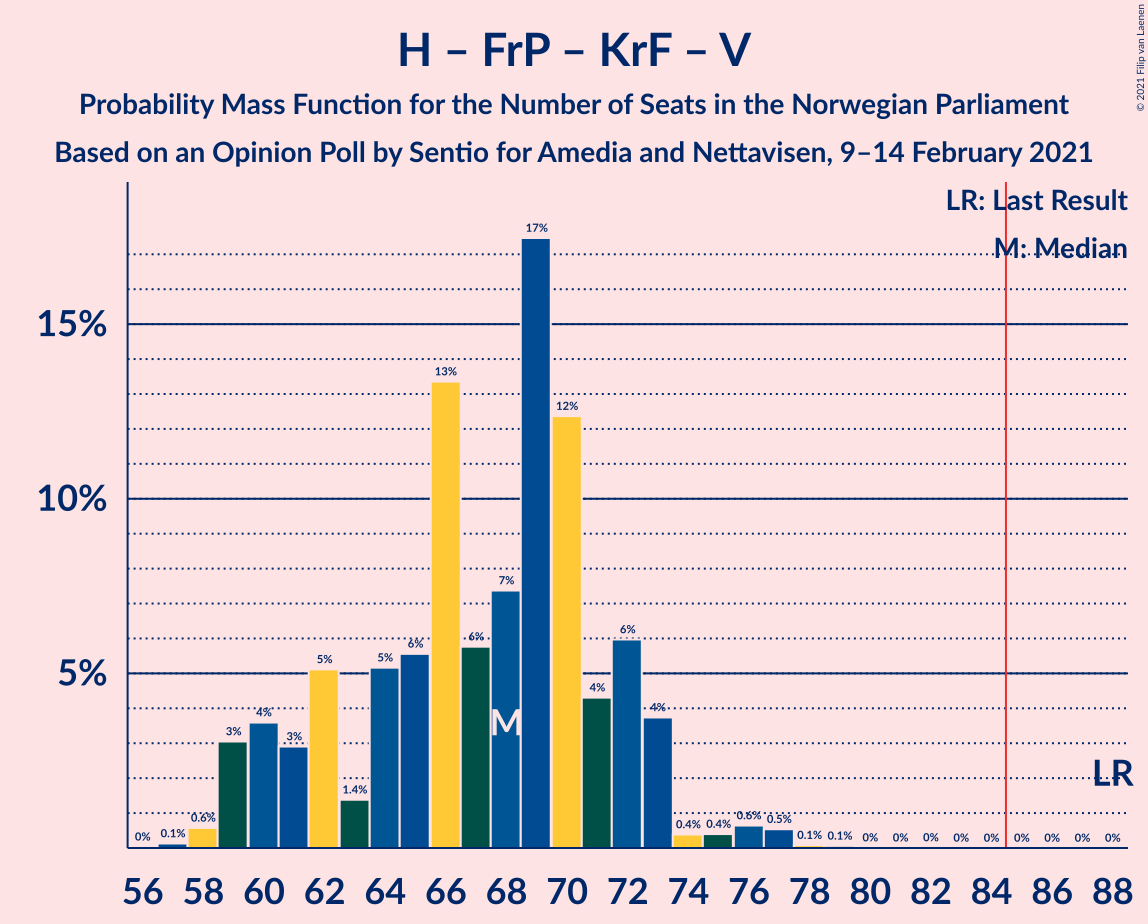 H – FrP – KrF – V
Probability Mass Function for the Number of Seats in the Norwegian Parliament
Based on an Opinion Poll by Sentio for Amedia and Nettavisen, 9–14 February 2021
© 2021 Filip van Laenen
LR: Last Result
M: Median
15%
10%
5%
0% 0.1% 0.6% 3% 4% 3% 5% 1.4% 5% 6% 13% 6% 7% 17% 12% 4% 6% 4% 0.4% 0.4% 0.6% 0.5% 0.1% 0.1% 0% 0% 0% 0% 0% 0% 0% 0% 0%
M
LR
56 58 60 62 64 66 68 70 72 74 76 78 80 82 84 86 88